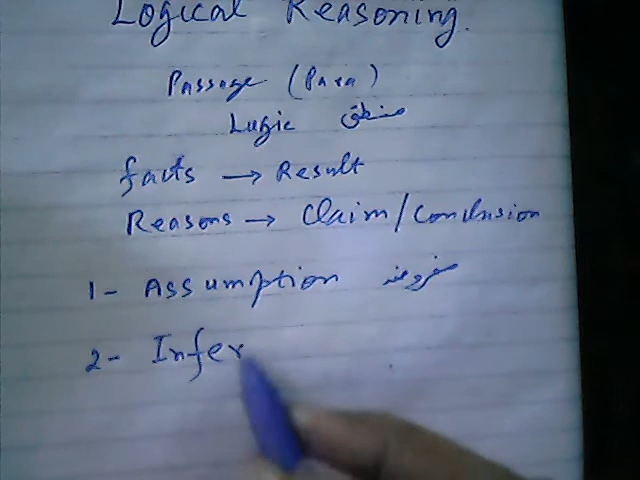 Logical Reasoning.
Passage (Para)
Logic منطق
facts → Result
Reasons → Claim/Conclusion
1- Assumption مفروضہ
2- Infer